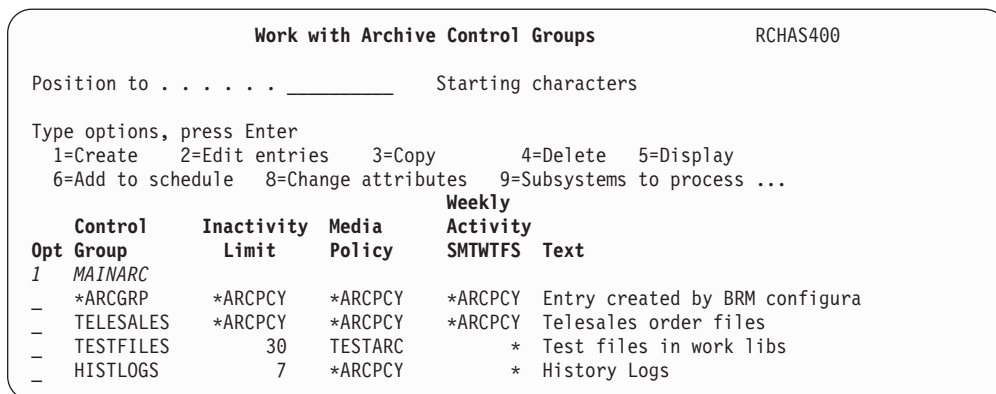 Work with Archive Control Groups RCHAS400
Position to . . . . . . __________ Starting characters
Type options, press Enter
1=Create 2=Edit entries 3=Copy 4=Delete 5=Display
6=Add to schedule 8=Change attributes 9=Subsystems to process ...
Weekly
Control Inactivity Media Activity
Opt Group Limit Policy SMTWTFS Text
1 MAINARC
_ *ARCGRP *ARCPCY *ARCPCY *ARCPCY Entry created by BRM configura
_ TELESALES *ARCPCY *ARCPCY *ARCPCY Telesales order files
_ TESTFILES 30 TESTARC * Test files in work libs
_ HISTLOGS 7 *ARCPCY * History Logs